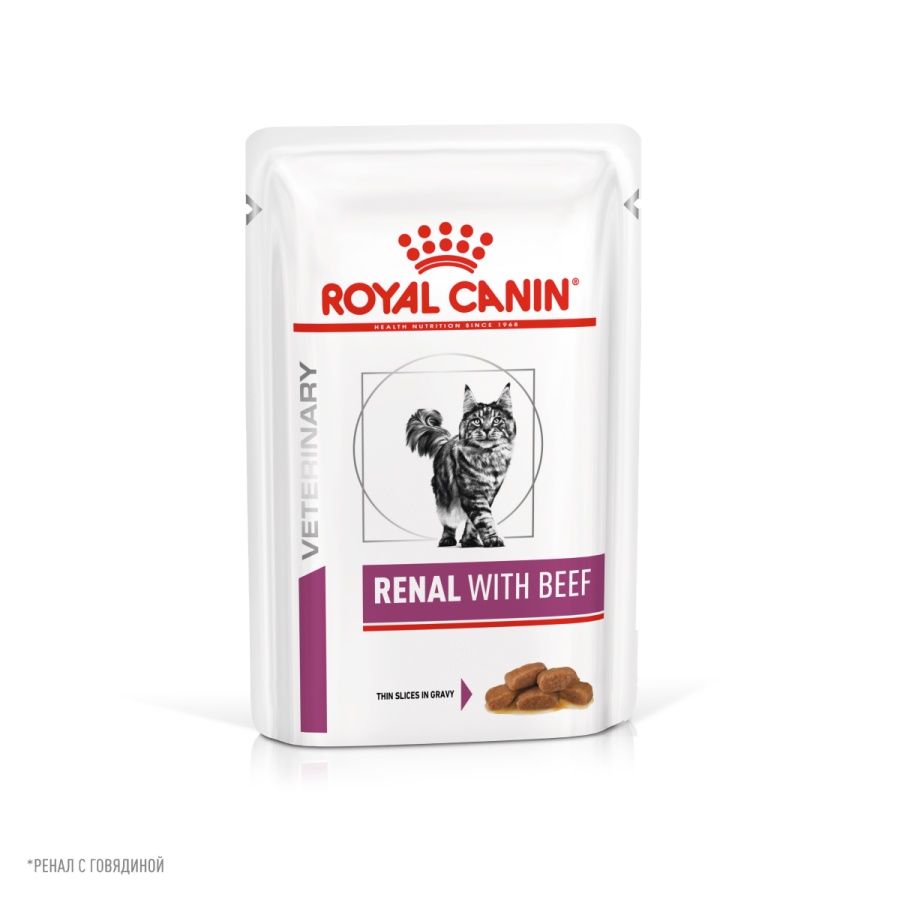 ROYAL CANIN®
HEALTH NUTRITION SINCE 1968
VETERINARY
RENAL WITH BEEF
THIN SLICES IN GRAVY
*РЕНАЛ С ГОВЯДИНОЙ